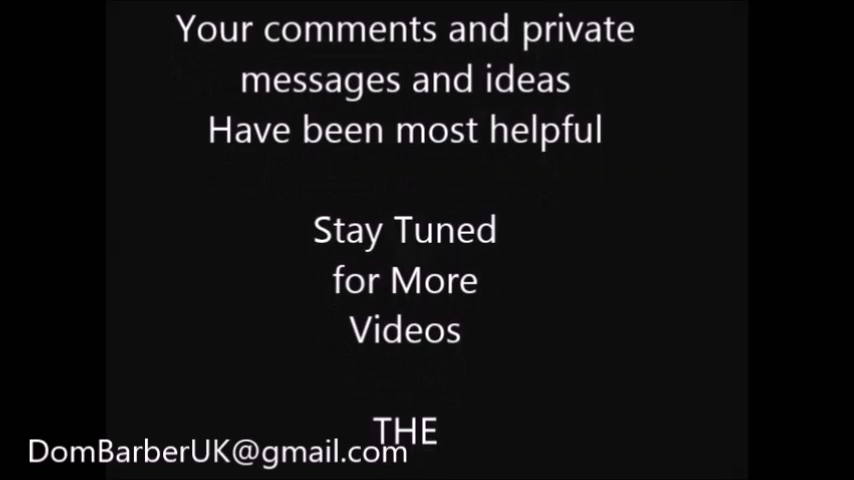 Your comments and private
messages and ideas
Have been most helpful
Stay Tuned
for More
Videos
THE
DomBarberUK@gmail.com